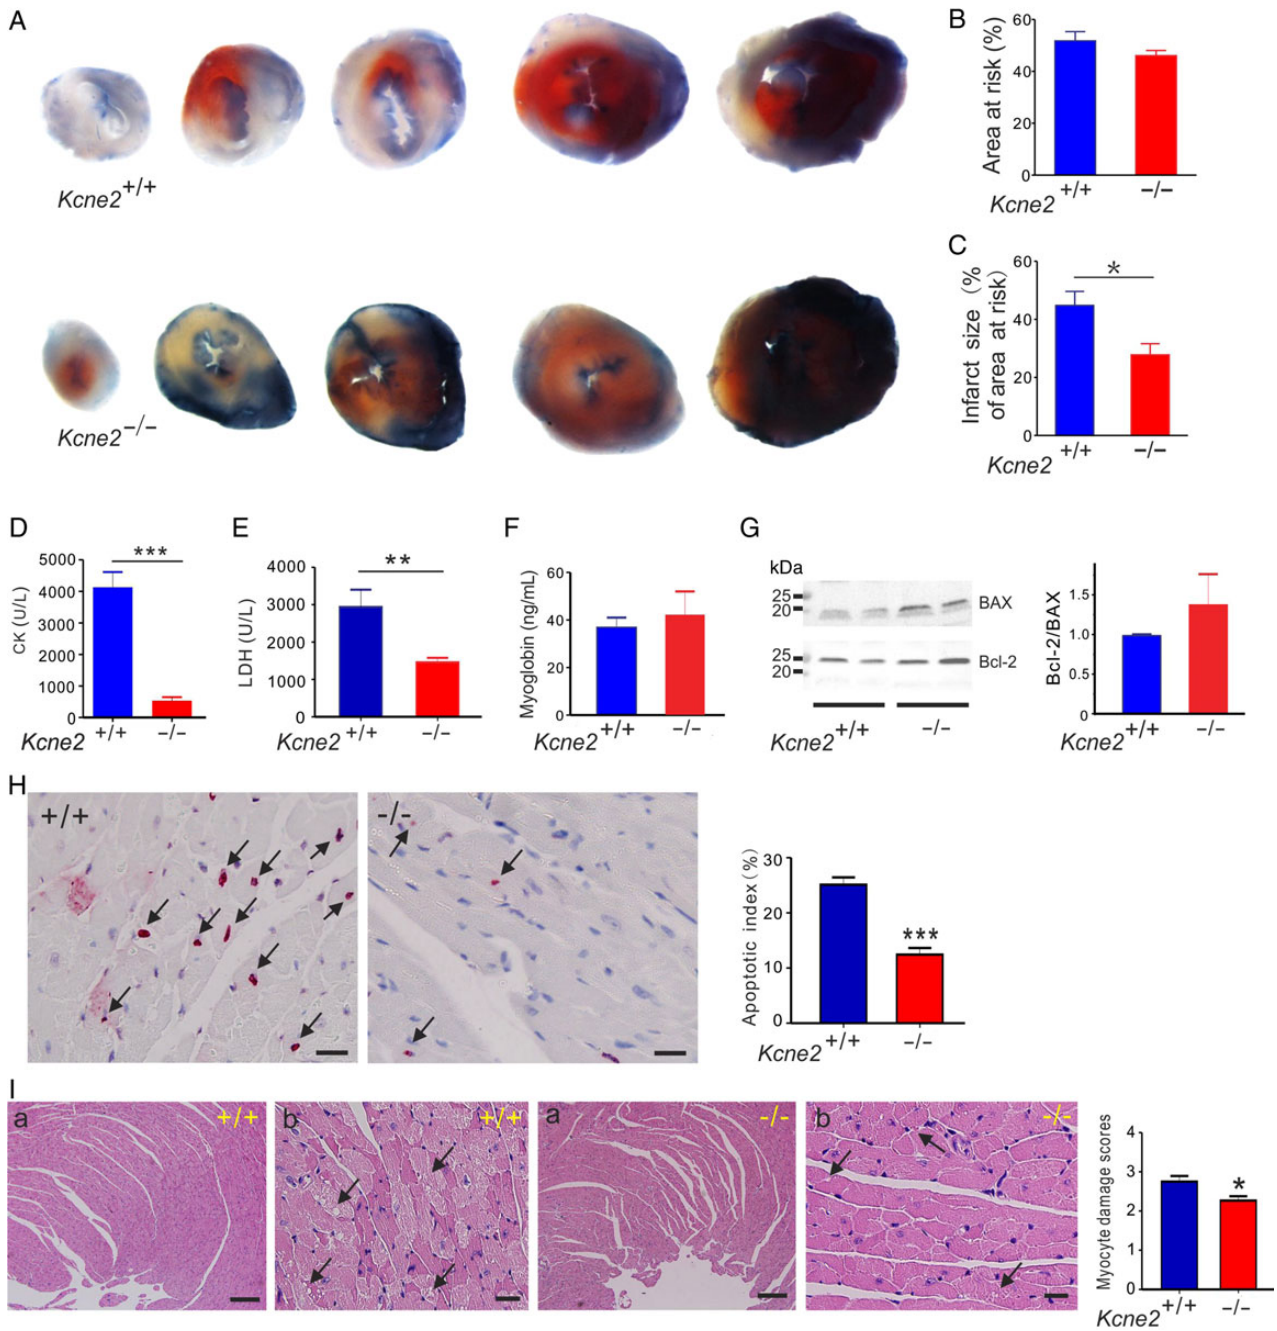 A
Kcne2+/+
Kcne2−/−
B
Area at risk (%)
60
40
20
0
Kcne2 +/+ −/−
C
Infarct size (% of area at risk)
60
40
20
0
*
Kcne2 +/+ −/−
D
CK (U/L)
5000
4000
3000
2000
1000
0
***
Kcne2 +/+ −/−
E
LDH (U/L)
4000
3000
2000
1000
0
**
Kcne2 +/+ −/−
F
Myoglobin (ng/mL)
60
40
20
0
Kcne2 +/+ −/−
G
kDa
25
20
BAX
25
20
Bcl-2
Kcne2 +/+ −/−
Bcl-2/BAX
1.5
1.0
0.5
0
Kcne2 +/+ −/−
H
+/+
-/-
Apoptotic index (%)
30
20
10
0
***
Kcne2 +/+ −/−
I
a +/+
b +/+
a -/-
b -/-
Myocyte damage scores
4
3
2
1
0
*
Kcne2 +/+ −/−